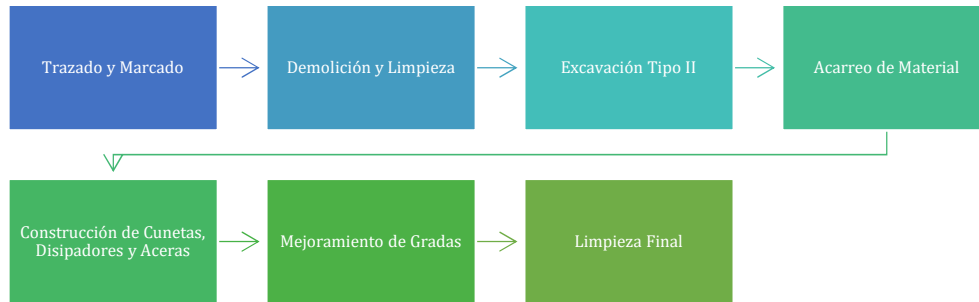 Trazado y Marcado
Demolición y Limpieza
Excavación Tipo II
Acarreo de Material
Construcción de Cunetas,
Disipadores y Aceras
Mejoramiento de Gradas
Limpieza Final